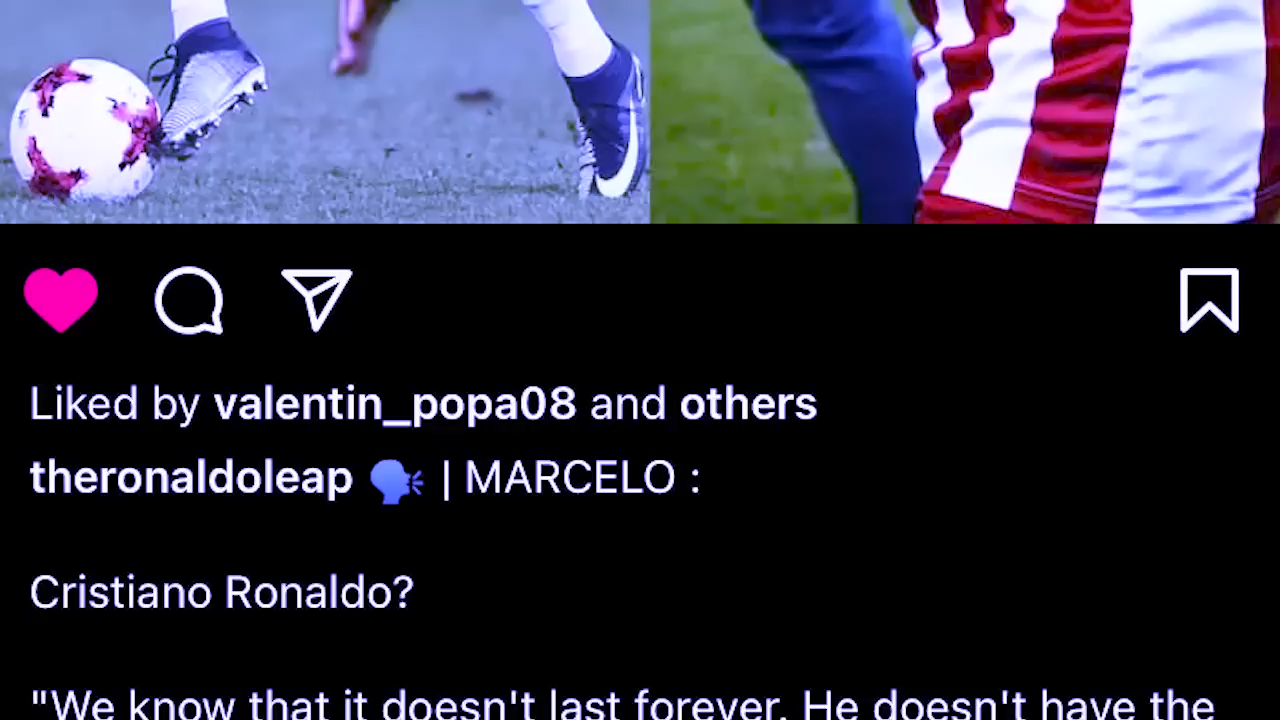 Liked by valentin_popa08 and others
theronaldoleap 🗣️ | MARCELO :
Cristiano Ronaldo?
"We know that it doesn't last forever. He doesn't have the